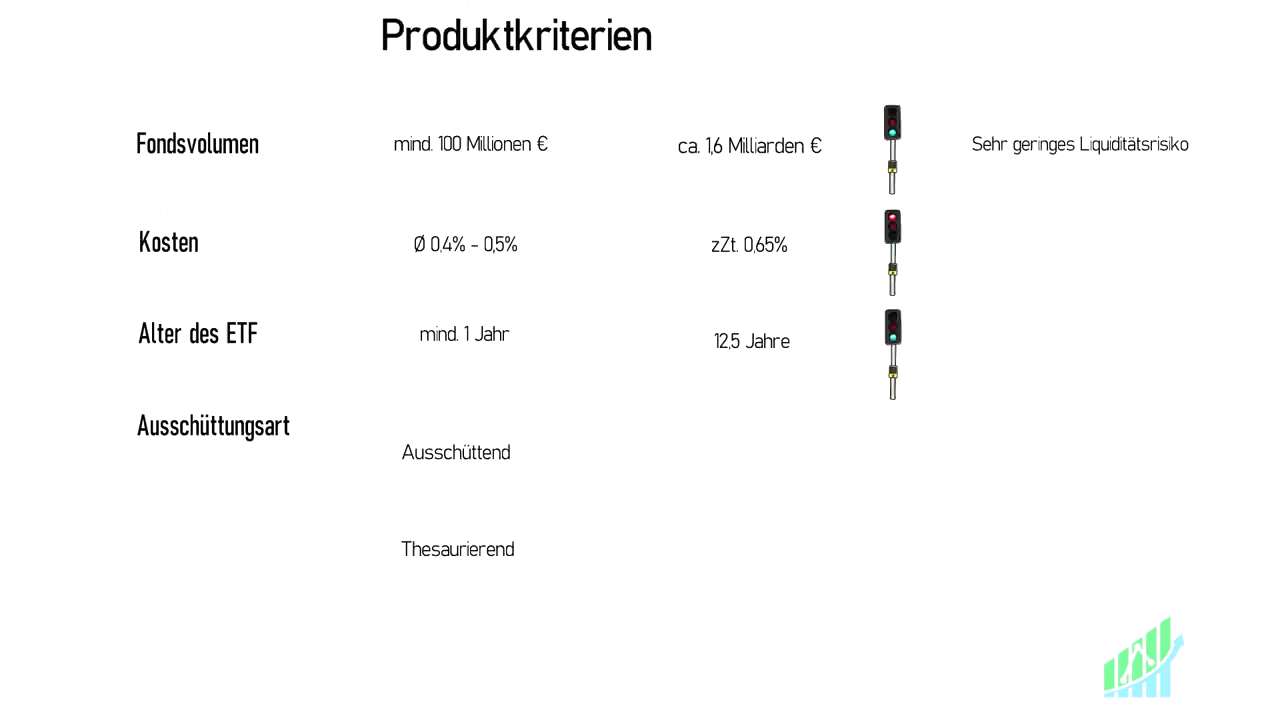 Produktkriterien
Fondsvolumen mind. 100 Millionen € ca. 1,6 Milliarden € Sehr geringes Liquiditätsrisiko
Kosten Ø 0,4% - 0,5% zZt. 0,65%
Alter des ETF mind. 1 Jahr 12,5 Jahre
Ausschüttungsart
Ausschüttend
Thesaurierend